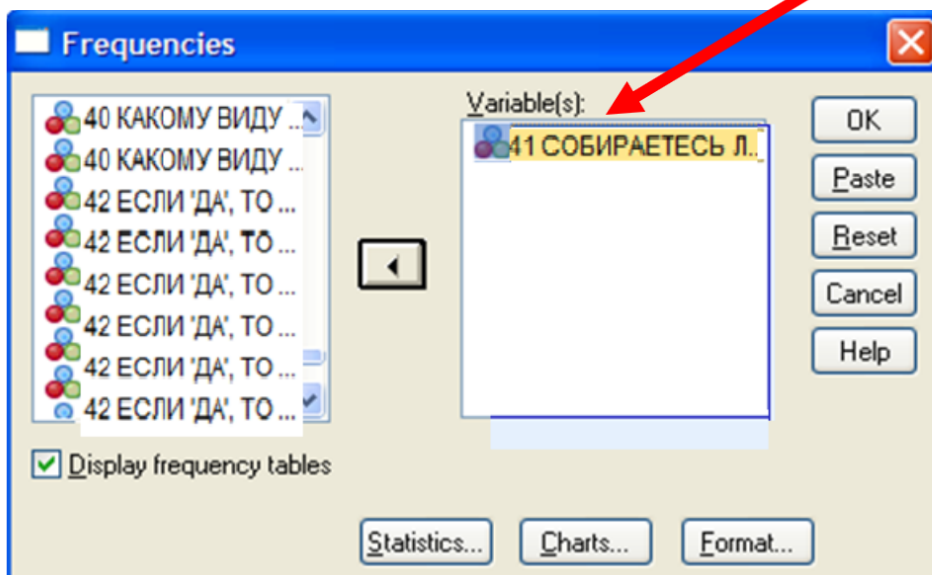 Frequencies
40 КАКОМУ ВИДУ ...
40 КАКОМУ ВИДУ ...
42 ЕСЛИ 'ДА', ТО ...
42 ЕСЛИ 'ДА', ТО ...
42 ЕСЛИ 'ДА', ТО ...
42 ЕСЛИ 'ДА', ТО ...
42 ЕСЛИ 'ДА', ТО ...
42 ЕСЛИ 'ДА', ТО ...
Variable(s):
41 СОБИРАЕТЕСЬ Л...
OK
Paste
Reset
Cancel
Help
Display frequency tables
Statistics... Charts... Format...